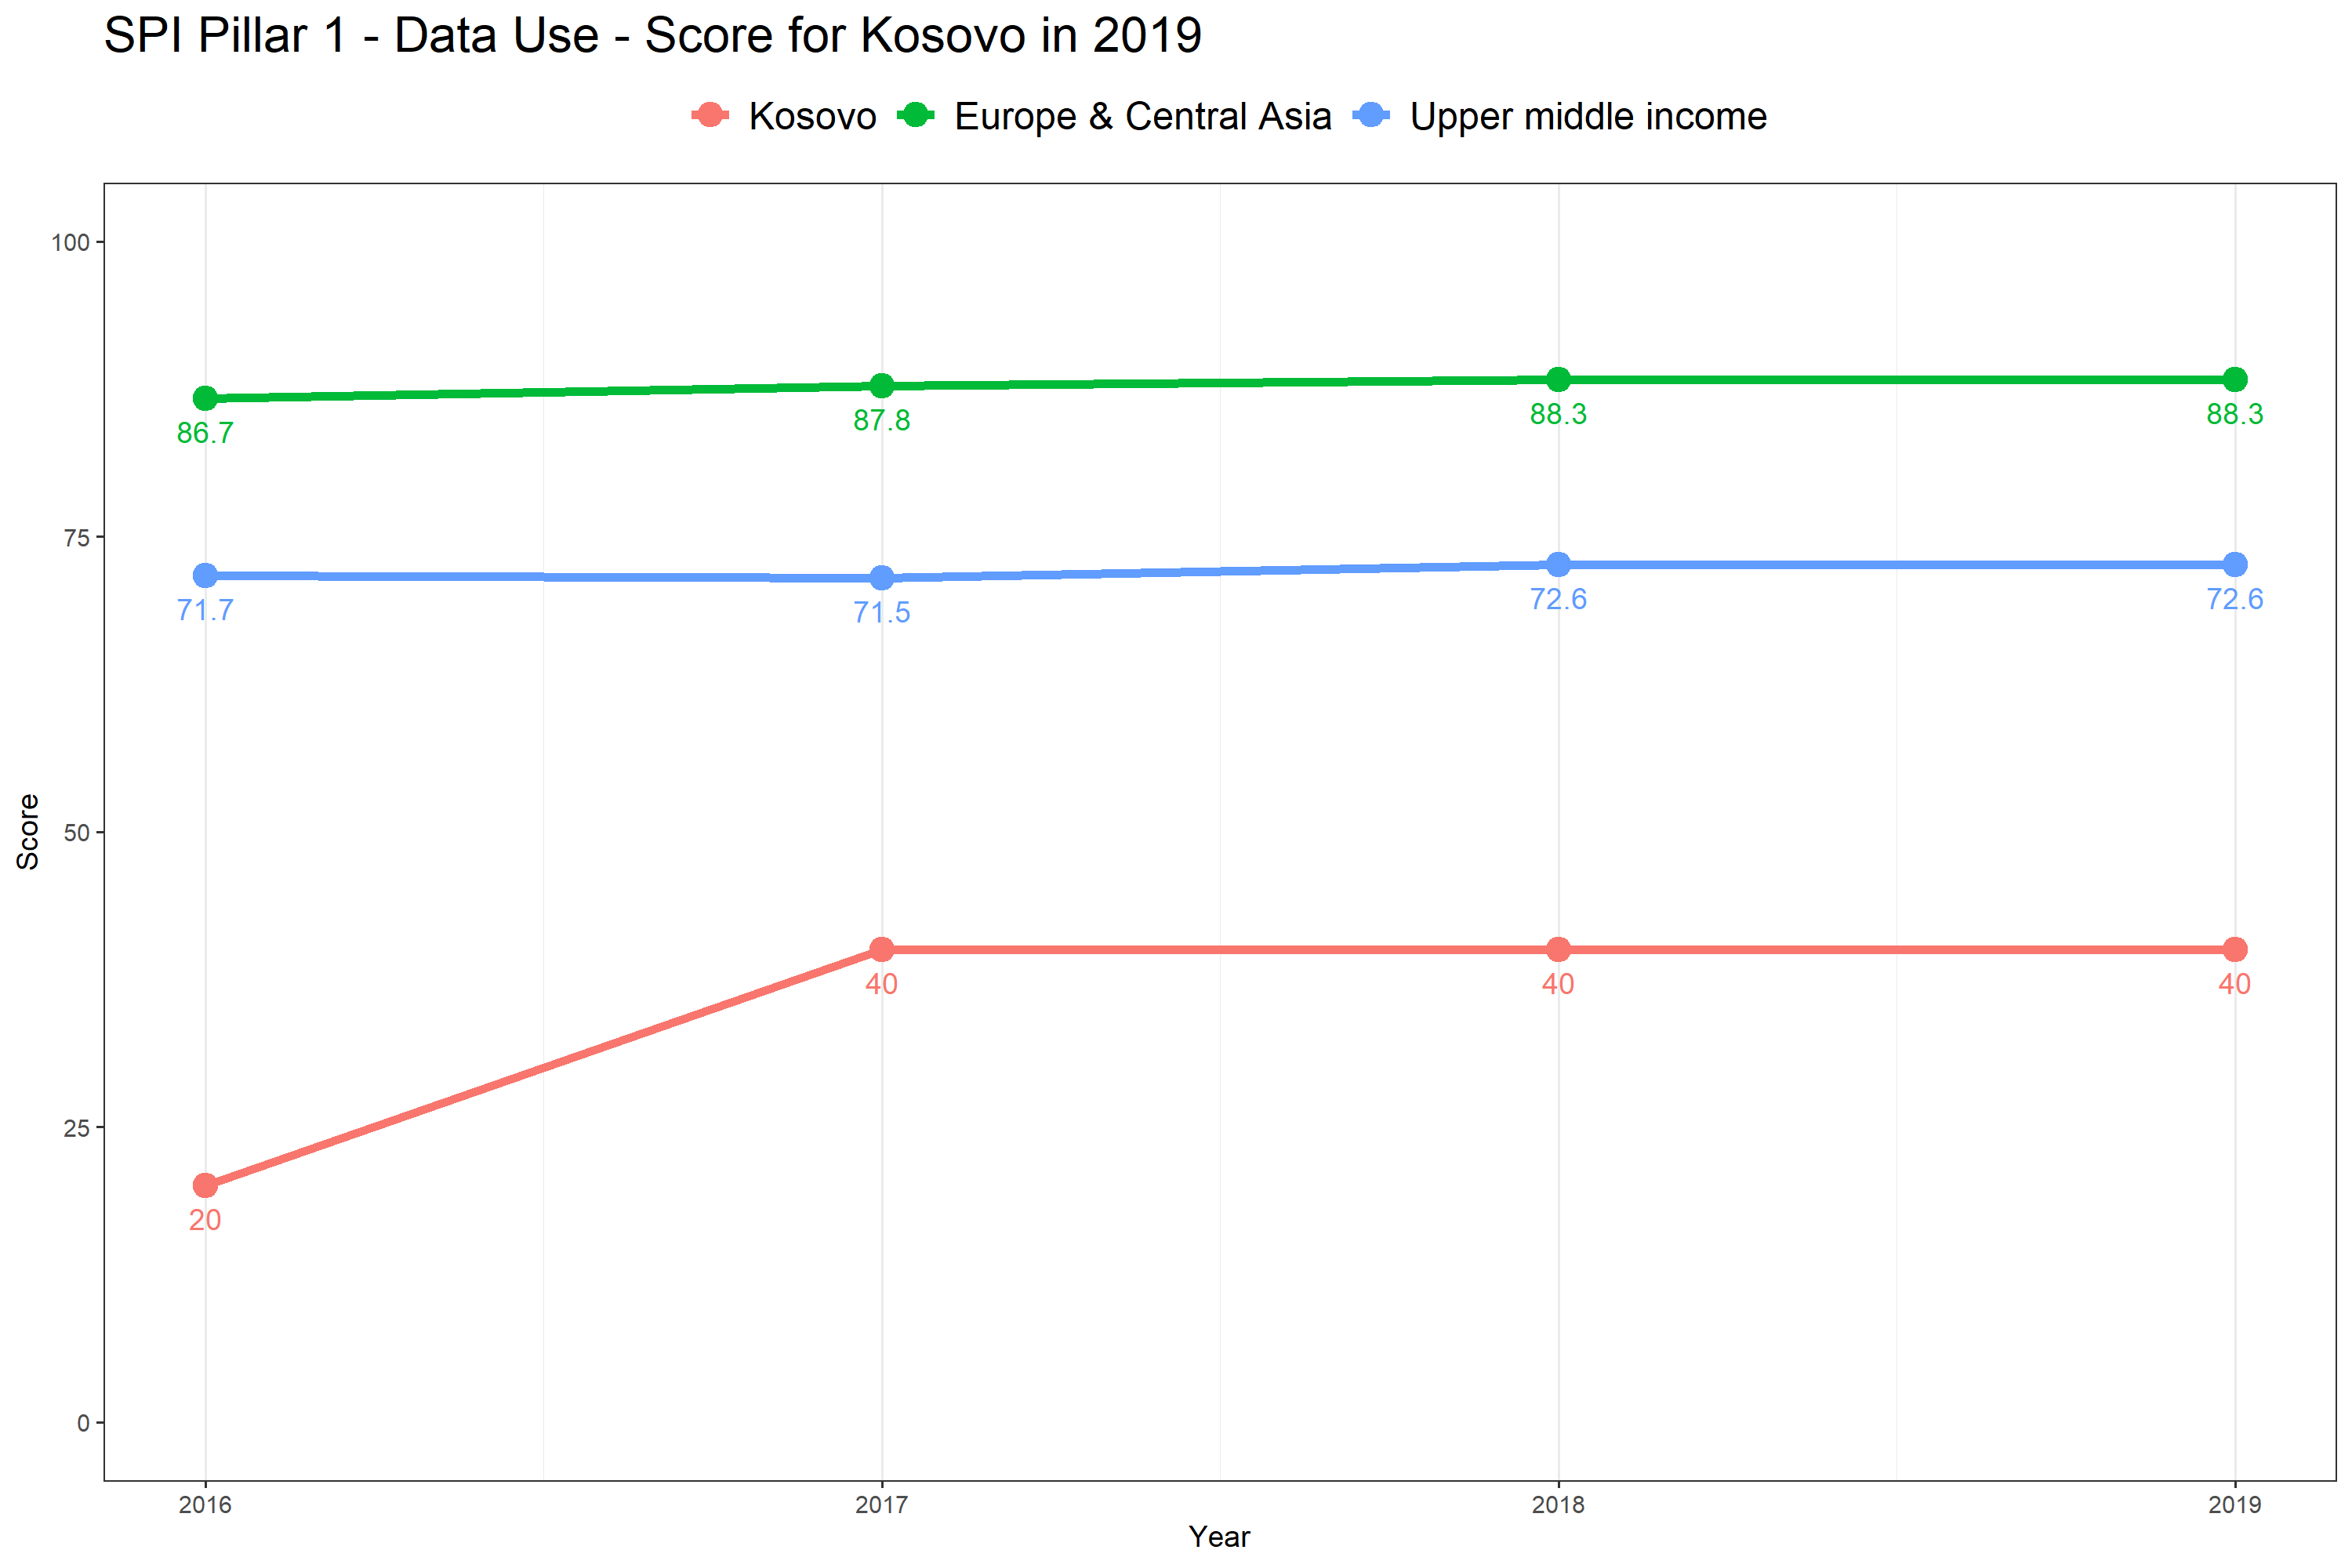 SPI Pillar 1 - Data Use - Score for Kosovo in 2019
Kosovo Europe & Central Asia Upper middle income
100
75
50
25
0
Score
86.7 87.8 88.3 88.3
71.7 71.5 72.6 72.6
40 40 40
20
2016 2017 2018 2019
Year